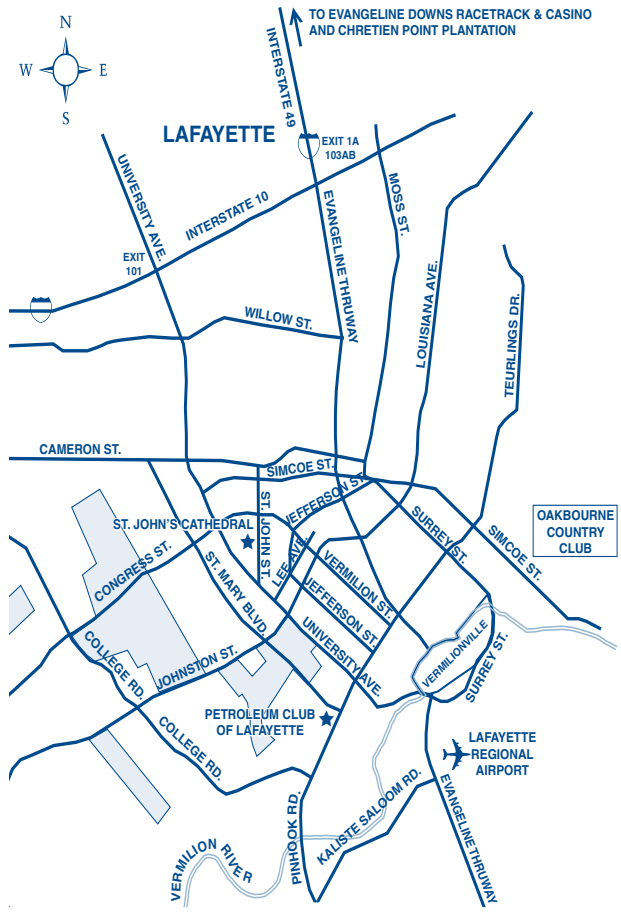 TO EVANGELINE DOWNS RACETRACK & CASINO
AND CHRETIEN POINT PLANTATION
N
W
E
S
INTERSTATE 49
LAFAYETTE
EXIT 1A
103AB
UNIVERSITY AVE.
INTERSTATE 10
EVANGELINE THRUWAY
MOSS ST.
EXIT
101
LOUISIANA AVE.
TEURLINGS DR.
WILLOW ST.
CAMERON ST.
SIMCOE ST.
JEFFERSON ST.
ST. JOHN ST.
ST. JOHN'S CATHEDRAL
SURREY ST.
SIMCOE ST.
OAKBOURNE
COUNTRY
CLUB
CONGRESS ST.
ST. MARY BLVD.
LEE AVE.
VERMILION ST.
JEFFERSON ST.
UNIVERSITY AVE.
COLLEGE RD.
JOHNSTON ST.
VERMILIONVILLE
SURREY ST.
PETROLEUM CLUB
OF LAFAYETTE
COLLEGE RD.
LAFAYETTE
REGIONAL
AIRPORT
KALISTE SALOOM RD.
PINHOOK RD.
EVANGELINE THRUWAY
VERMILION RIVER